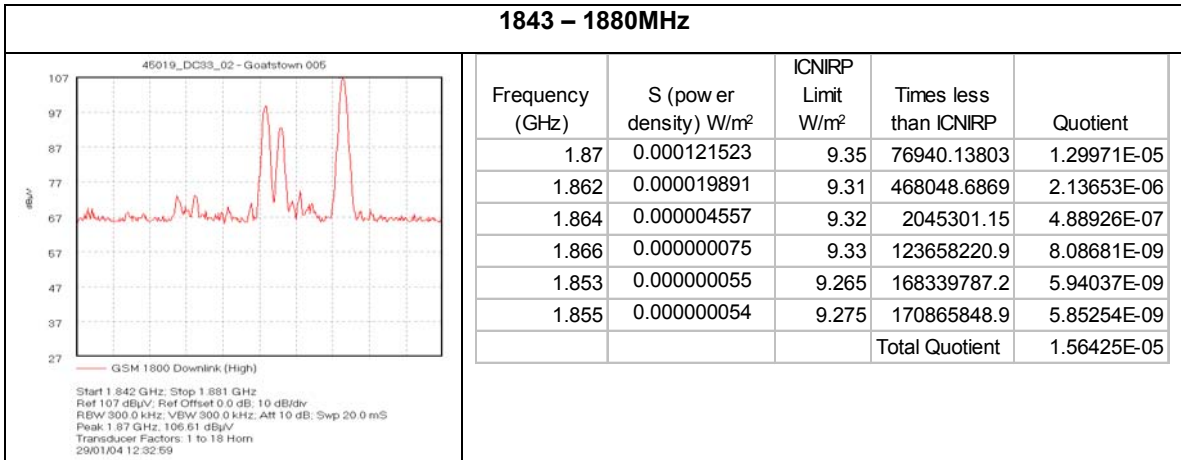 1843 – 1880MHz
45019_DC33_02 - Goatstown 005
107
97
87
77
67
57
47
37
27
dBµV
GSM 1800 Downlink (High)
Start 1.842 GHz; Stop 1.881 GHz
Ref 107 dBµV; Ref Offset 0.0 dB; 10 dB/div
RBW 300.0 kHz; VBW 300.0 kHz; Att 10 dB; Swp 20.0 mS
Peak 1.87 GHz, 106.61 dBµV
Transducer Factors: 1 to 18 Horn
29/01/04 12:32:59
Frequency (GHz) S (pow er density) W/m² ICNIRP Limit W/m² Times less than ICNIRP Quotient
1.87 0.000121523 9.35 76940.13803 1.29971E-05
1.862 0.000019891 9.31 468048.6869 2.13653E-06
1.864 0.000004557 9.32 2045301.15 4.88926E-07
1.866 0.000000075 9.33 123658220.9 8.08681E-09
1.853 0.000000055 9.265 168339787.2 5.94037E-09
1.855 0.000000054 9.275 170865848.9 5.85254E-09
Total Quotient 1.56425E-05